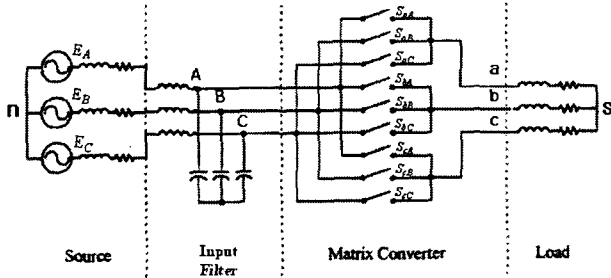 S_aA
E_A
S_aB
A
S_aC
a
B
S_bA
n
E_B
b
S_bB
S
C
S_bC
c
E_C
S_cA
S_cB
S_cC
Source
Input
Filter
Matrix Converter
Load